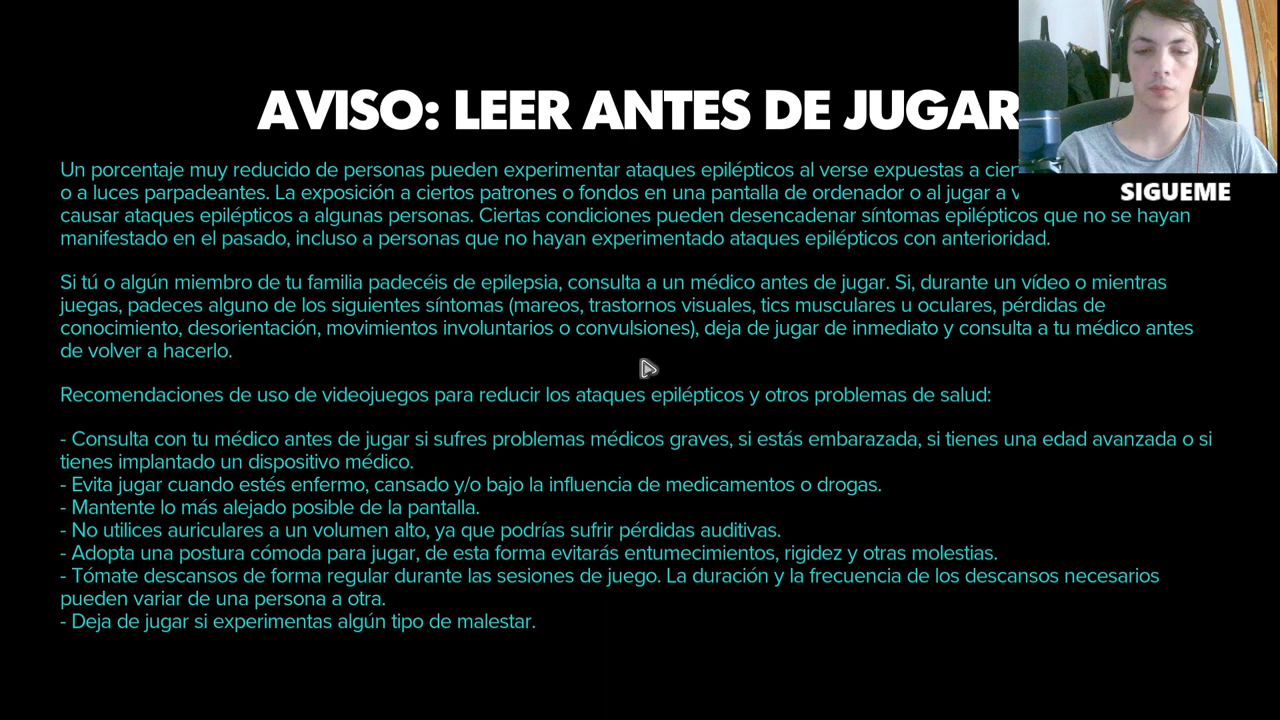 AVISO: LEER ANTES DE JUGAR
Un porcentaje muy reducido de personas pueden experimentar ataques epilépticos al verse expuestas a
o a luces parpadeantes. La exposición a ciertos patrones o fondos en una pantalla de ordenador o al jugar a
SIGUEME
causar ataques epilépticos a algunas personas. Ciertas condiciones pueden desencadenar síntomas epilépticos que no se hayan
manifestado en el pasado, incluso a personas que no hayan experimentado ataques epilépticos con anterioridad.
Si tú o algún miembro de tu familia padecéis de epilepsia, consulta a un médico antes de jugar. Si, durante un vídeo o mientras
juegas, padeces alguno de los siguientes síntomas (mareos, trastornos visuales, tics musculares u oculares, pérdidas de
conocimiento, desorientación, movimientos involuntarios o convulsiones), deja de jugar de inmediato y consulta a tu médico antes
de volver a hacerlo.
Recomendaciones de uso de videojuegos para reducir los ataques epilépticos y otros problemas de salud:
- Consulta con tu médico antes de jugar si sufres problemas médicos graves, si estás embarazada, si tienes una edad avanzada o si
tienes implantado un dispositivo médico.
- Evita jugar cuando estés enfermo, cansado y/o bajo la influencia de medicamentos o drogas.
- Mantente lo más alejado posible de la pantalla.
- No utilices auriculares a un volumen alto, ya que podrías sufrir pérdidas auditivas.
- Adopta una postura cómoda para jugar, de esta forma evitarás entumecimientos, rigidez y otras molestias.
- Tómate descansos de forma regular durante las sesiones de juego. La duración y la frecuencia de los descansos necesarios
pueden variar de una persona a otra.
- Deja de jugar si experimentas algún tipo de malestar.